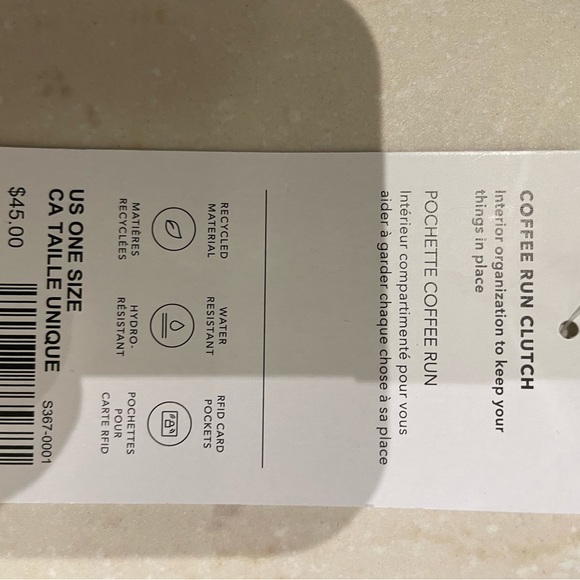 COFFEE RUN CLUTCH
Interior organization to keep your
things in place
POCHETTE COFFEE RUN
Intérieur compartimenté pour vous
aider à garder chaque chose à sa place
RECYCLED
MATERIAL
MATIÈRES
RECYCLÉES
WATER
RESISTANT
HYDRO-
RÉSISTANT
RFID CARD
POCKETS
POCHETTES
POUR
CARTE RFID
US ONE SIZE
CA TAILLE UNIQUE
S367-0001
$45.00